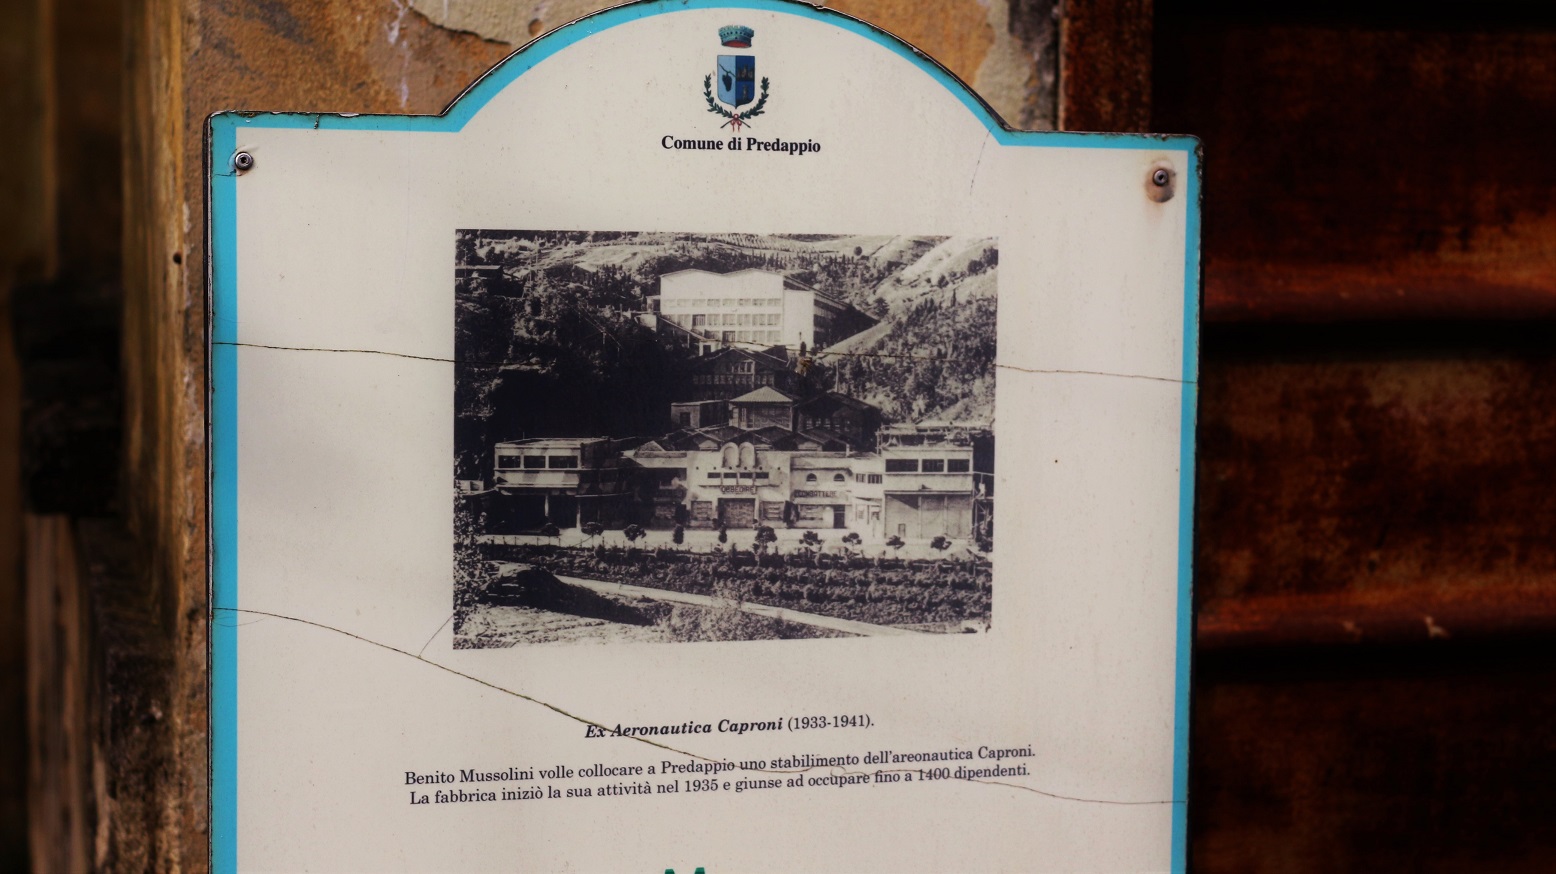 Comune di Predappio
Ex Aeronautica Caproni (1933-1941).
Benito Mussolini volle collocare a Predappio uno stabilimento dell'areonautica Caproni.
La fabbrica iniziò la sua attività nel 1935 e giunse ad occupare fino a 1400 dipendenti.